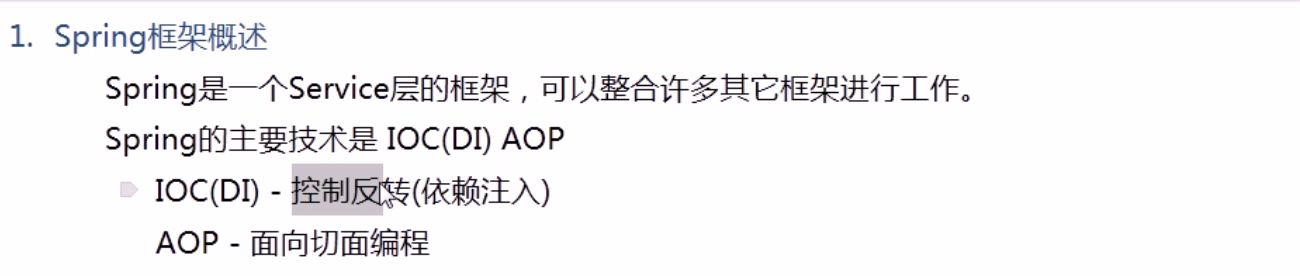 1. Spring框架概述
Spring是一个Service层的框架，可以整合许多其它框架进行工作。
Spring的主要技术是 IOC(DI) AOP
IOC(DI) - 控制反转(依赖注入)
AOP - 面向切面编程